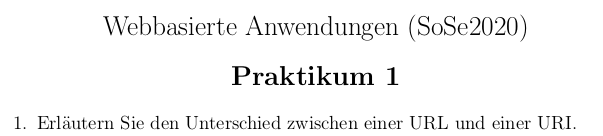 Webbasierte Anwendungen (SoSe2020)
Praktikum 1
1. Erläutern Sie den Unterschied zwischen einer URL und einer URI.